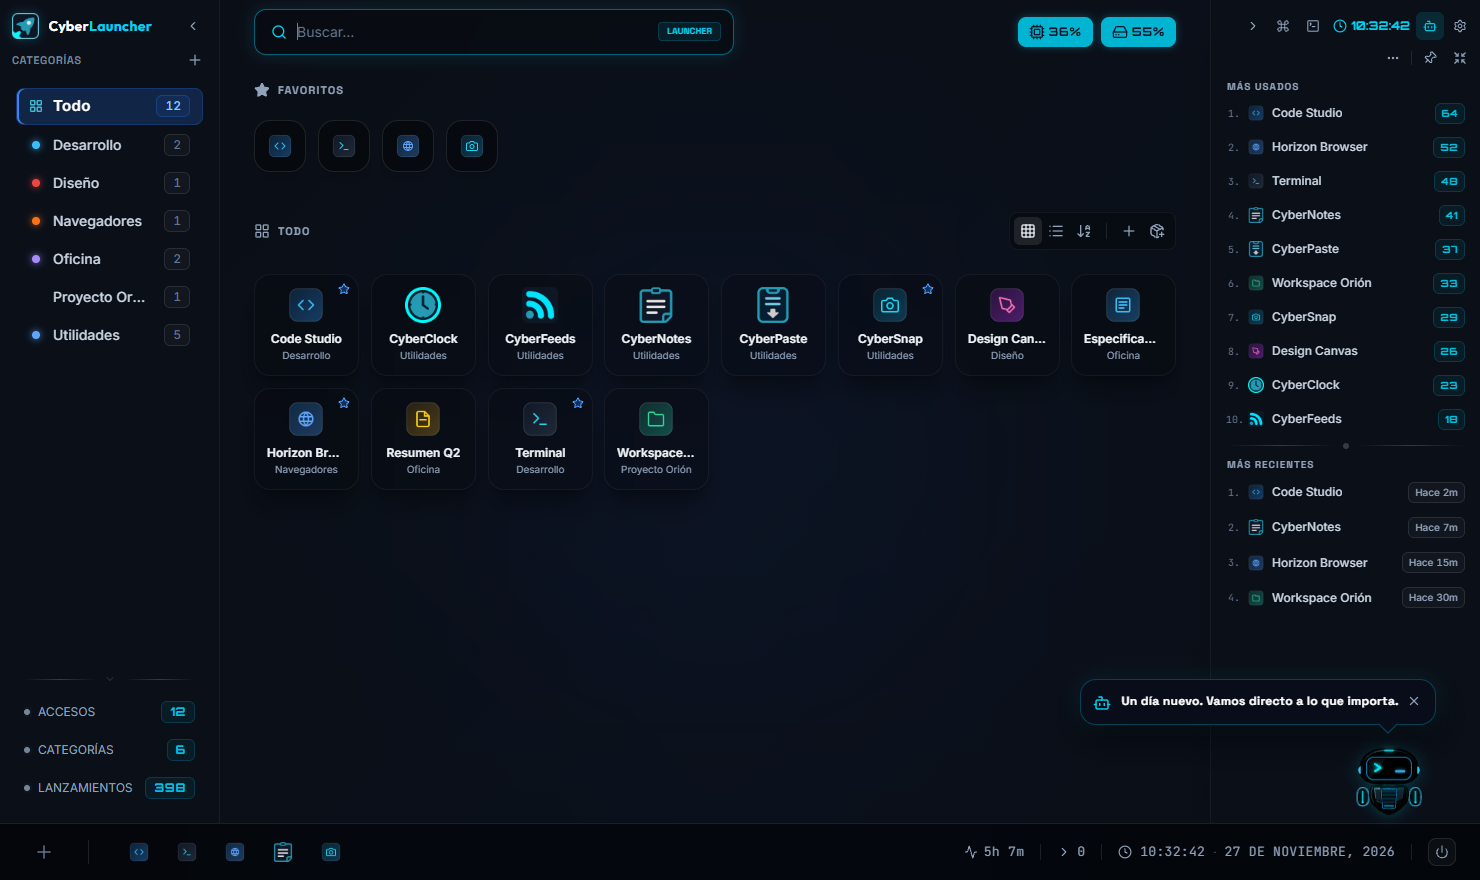 CyberLauncher
CATEGORÍAS
Todo 12
Desarrollo 2
Diseño 1
Navegadores 1
Oficina 2
Proyecto Or... 1
Utilidades 5
ACCESOS 12
CATEGORÍAS 6
LANZAMIENTOS 398
Buscar...
LAUNCHER
36%
55%
FAVORITOS
TODO
Code Studio
Desarrollo
CyberClock
Utilidades
CyberFeeds
Utilidades
CyberNotes
Utilidades
CyberPaste
Utilidades
CyberSnap
Utilidades
Design Can...
Diseño
Especifica...
Oficina
Horizon Br...
Navegadores
Resumen Q2
Oficina
Terminal
Desarrollo
Workspace...
Proyecto Orión
10:32:42
MÁS USADOS
1. Code Studio 64
2. Horizon Browser 52
3. Terminal 48
4. CyberNotes 41
5. CyberPaste 37
6. Workspace Orión 33
7. CyberSnap 29
8. Design Canvas 26
9. CyberClock 23
10. CyberFeeds 18
MÁS RECIENTES
1. Code Studio Hace 2m
2. CyberNotes Hace 7m
3. Horizon Browser Hace 15m
4. Workspace Orión Hace 30m
Un día nuevo. Vamos directo a lo que importa.
5h 7m
0
10:32:42 · 27 DE NOVIEMBRE, 2026